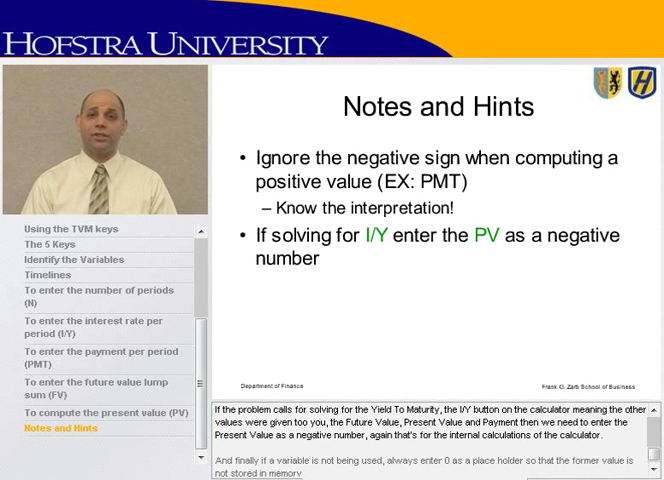 HOFSTRA UNIVERSITY
Using the TVM keys
The 5 Keys
Identify the Variables
Timelines
To enter the number of periods
(N)
To enter the interest rate per
period (I/Y)
To enter the payment per period
(PMT)
To enter the future value lump
sum (FV)
To compute the present value (PV)
Notes and Hints
Notes and Hints
• Ignore the negative sign when computing a
positive value (EX: PMT)
– Know the interpretation!
• If solving for I/Y enter the PV as a negative
number
Department of Finance
Frank G. Zarb School of Business
If the problem calls for solving for the Yield To Maturity, the I/Y button on the calculator meaning the other
values were given too you, the Future Value, Present Value and Payment then we need to enter the
Present Value as a negative number, again that's for the internal calculations of the calculator.
And finally if a variable is not being used, always enter 0 as a place holder so that the former value is
not stored in memory